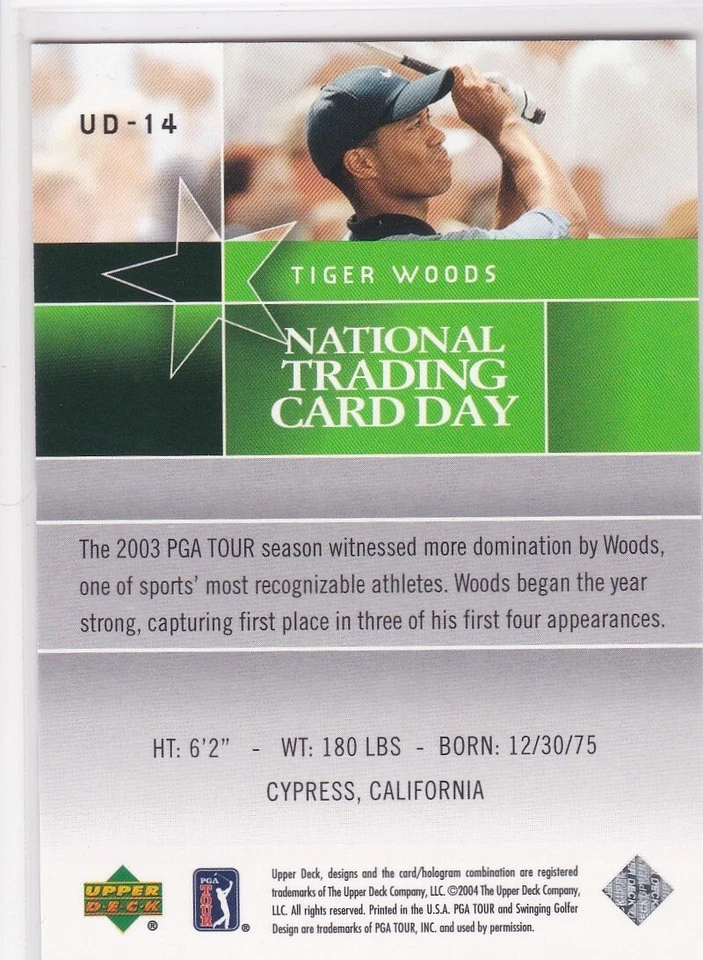 UD-14
TIGER WOODS
NATIONAL
TRADING
CARD DAY
The 2003 PGA TOUR season witnessed more domination by Woods,
one of sports' most recognizable athletes. Woods began the year
strong, capturing first place in three of his first four appearances.
HT: 6'2" - WT: 180 LBS - BORN: 12/30/75
CYPRESS, CALIFORNIA
UPPER
D·E·C·K
®
PGA
TOUR
®
Upper Deck, designs and the card/hologram combination are registered
trademarks of The Upper Deck Company, LLC. ©2004 The Upper Deck Company,
LLC. All rights reserved. Printed in the U.S.A. PGA TOUR and Swinging Golfer
Design are trademarks of PGA TOUR, INC. and used by permission.